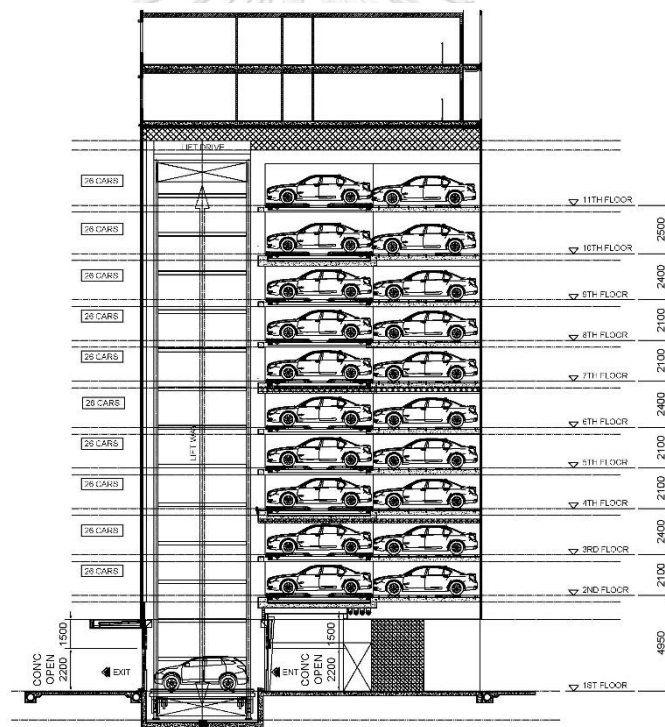 LIFT DRIVE
26 CARS
11TH FLOOR
2500
26 CARS
10TH FLOOR
2400
26 CARS
9TH FLOOR
2100
26 CARS
8TH FLOOR
2100
26 CARS
7TH FLOOR
2400
26 CARS
6TH FLOOR
2100
LIFT WAY
26 CARS
5TH FLOOR
2100
26 CARS
4TH FLOOR
2400
26 CARS
3RD FLOOR
2100
26 CARS
2ND FLOOR
4950
1500
1500
CON'C
OPEN
2200
EXIT
ENT
CON'C
OPEN
2200
1ST FLOOR